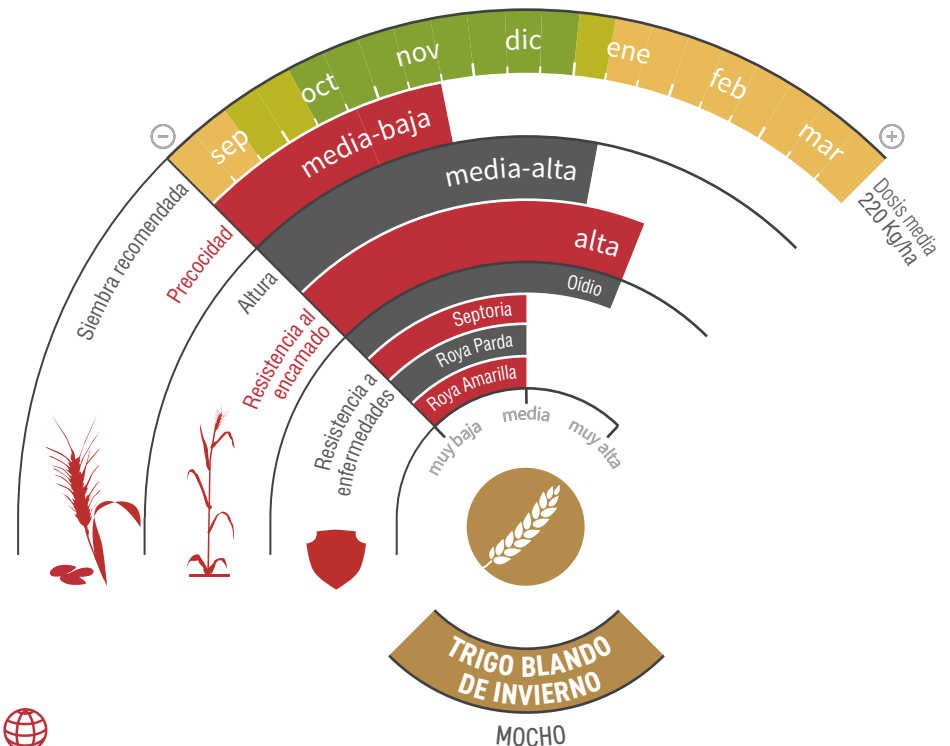 sep
oct
nov
dic
ene
feb
mar
Siembra recomendada
Dosis media
220 Kg/ha
Precocidad
media-baja
Altura
media-alta
Resistencia al
encamado
alta
Resistencia a
enfermedades
Oídio
Septoria
Roya Parda
Roya Amarilla
muy baja
media
muy alta
TRIGO BLANDO
DE INVIERNO
MOCHO